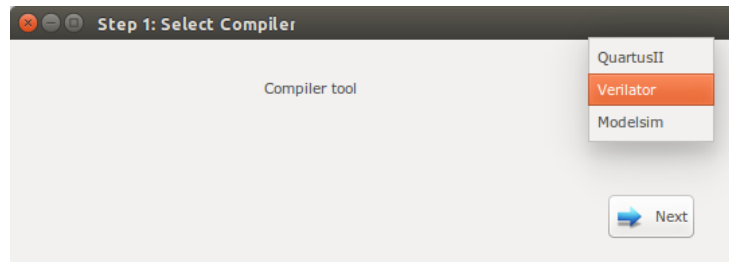 Step 1: Select Compiler
QuartusII
Compiler tool
Verilator
Modelsim
Next